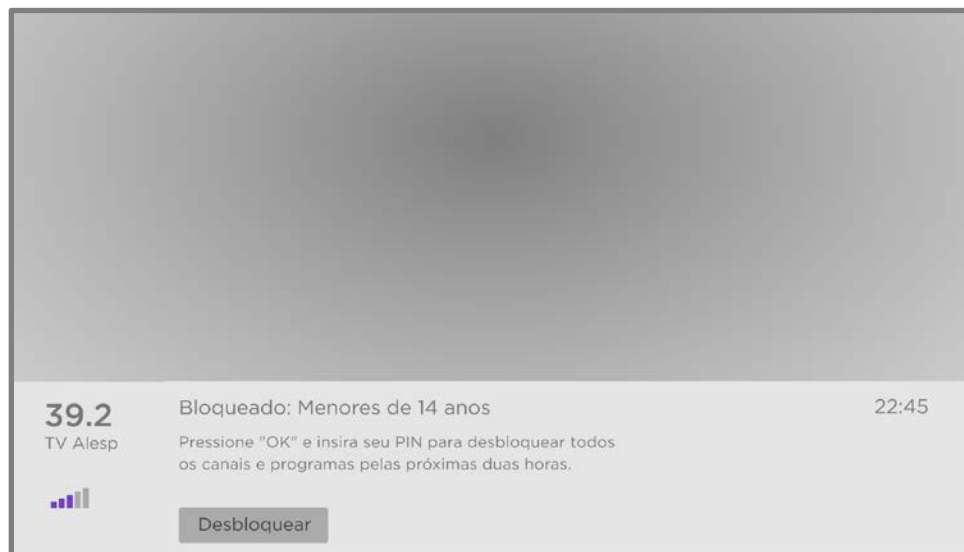 39.2
TV Alesp
Bloqueado: Menores de 14 anos
Pressione "OK" e insira seu PIN para desbloquear todos
os canais e programas pelas próximas duas horas.
Desbloquear
22:45